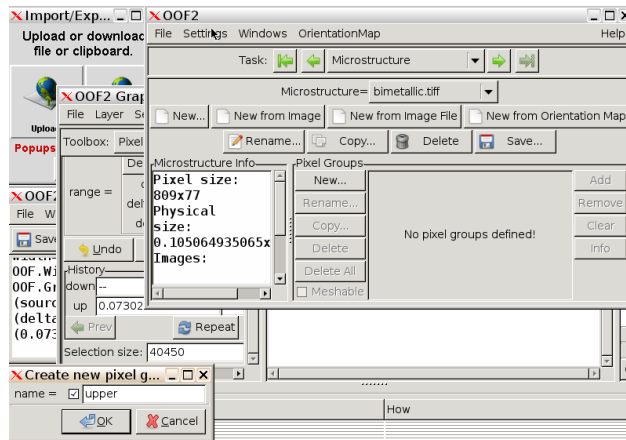 Import/Exp...
OOF2
Upload or download
file or clipboard.
File Settings Windows OrientationMap Help
Task: Microstructure
Microstructure= bimetallic.tiff
OOF2 Grap
File Layer Se
New... New from Image New from Image File New from Orientation Map
Uploa
Popups
Toolbox: Pixel
Rename... Copy... Delete Save...
Microstructure Info
Pixel Groups
Pixel size:
809x77
Physical
size:
0.105064935065x
Images:
New...
Rename...
Copy...
Delete
Delete All
Meshable
No pixel groups defined!
Add
Remove
Clear
Info
De
range =
del
OOF2
File W
Save
Undo
History
down --
up 0.07302
Prev Repeat
Selection size: 40450
OOF.Wi
OOF.Gr
(sourc
(delta
(0.073
Create new pixel g...
name = upper
OK Cancel
How